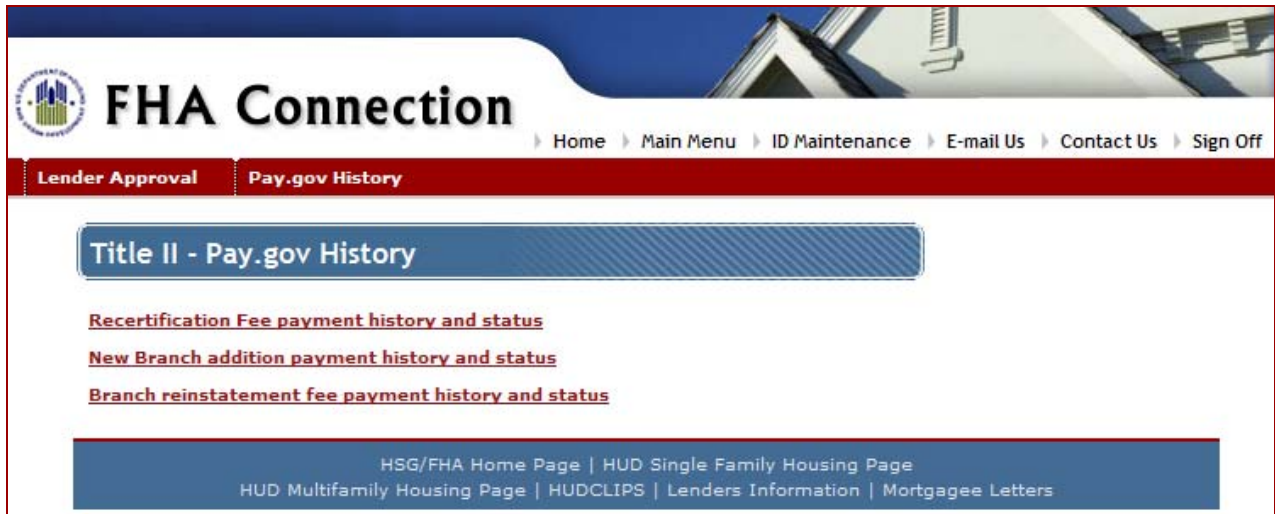 FHA Connection
Home Main Menu ID Maintenance E-mail Us Contact Us Sign Off
Lender Approval Pay.gov History
Title II - Pay.gov History
Recertification Fee payment history and status
New Branch addition payment history and status
Branch reinstatement fee payment history and status
HSG/FHA Home Page | HUD Single Family Housing Page
HUD Multifamily Housing Page | HUDCLIPS | Lenders Information | Mortgagee Letters